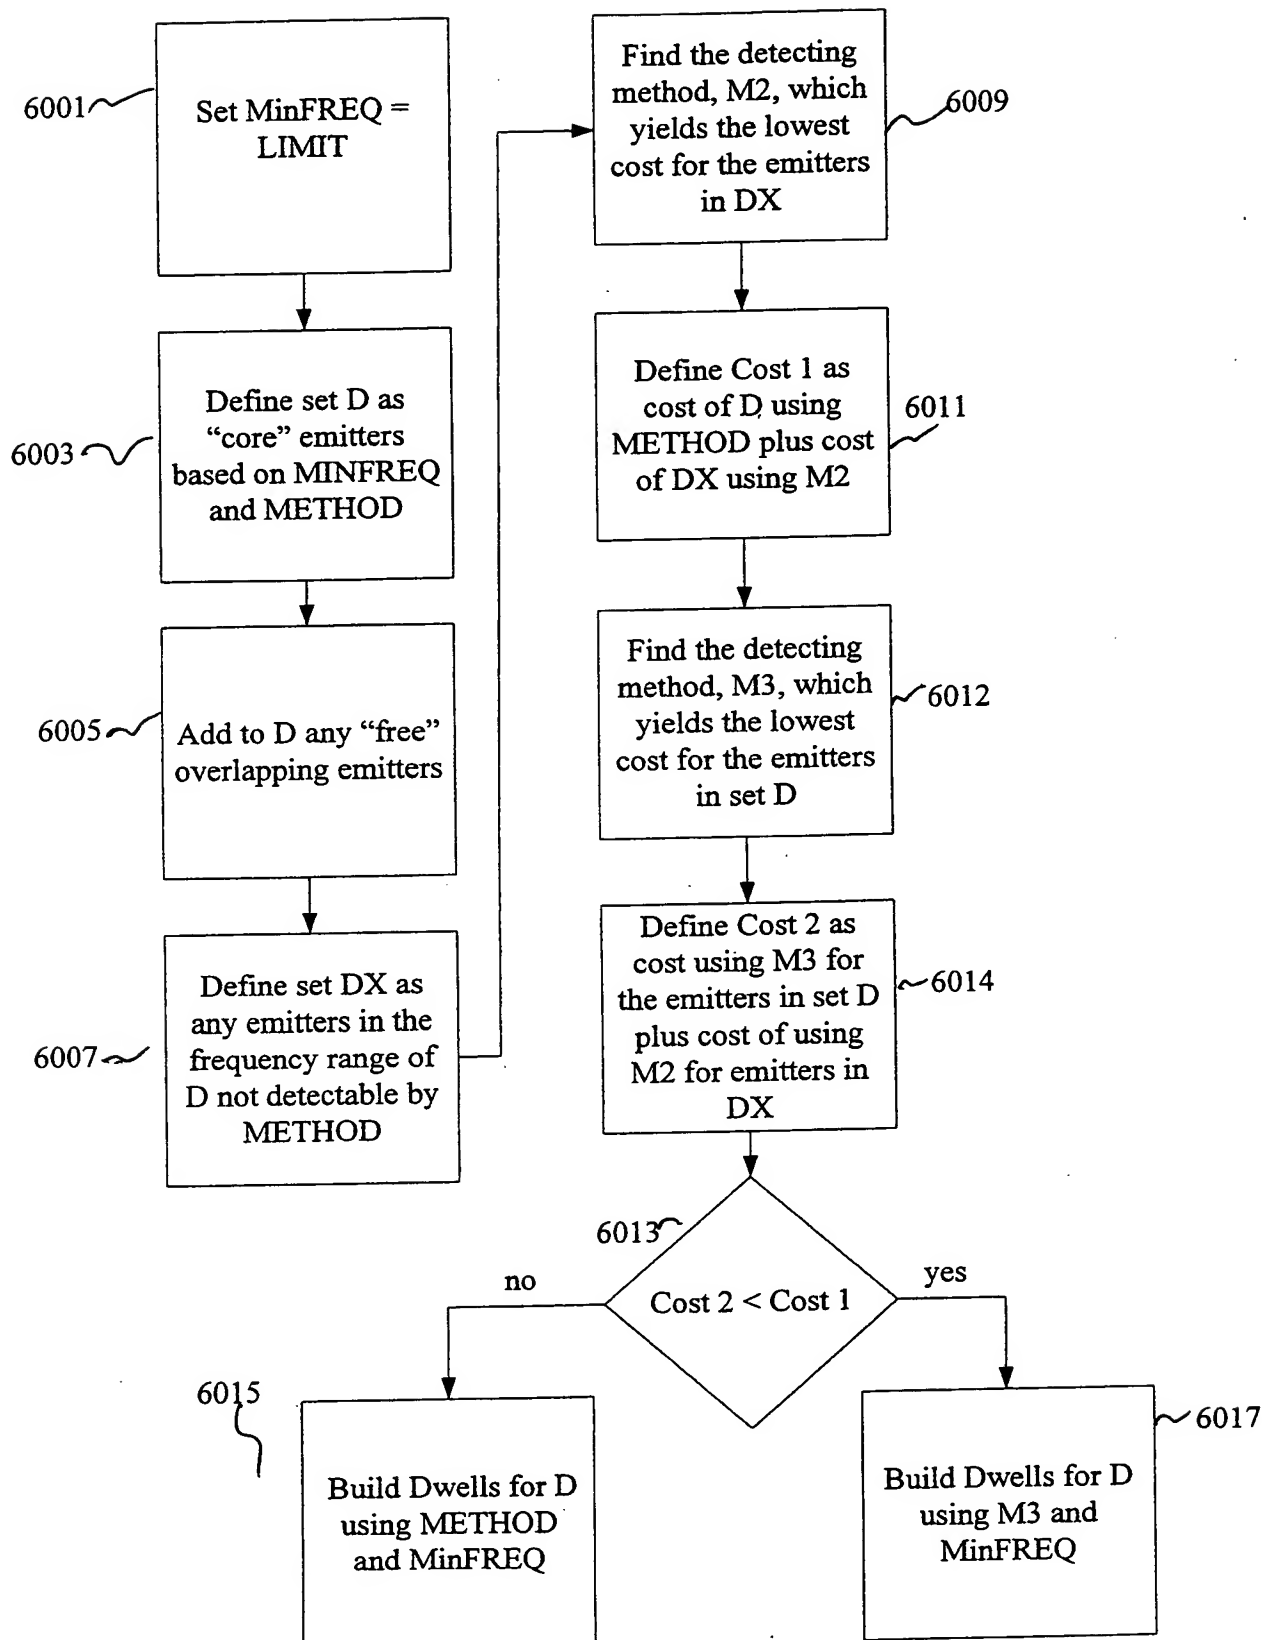 6001
Set MinFREQ =
LIMIT
6003
Define set D as
“core” emitters
based on MINFREQ
and METHOD
6005
Add to D any “free”
overlapping emitters
6007
Define set DX as
any emitters in the
frequency range of
D not detectable by
METHOD
Find the detecting
method, M2, which
yields the lowest
cost for the emitters
in DX
6009
Define Cost 1 as
cost of D using
METHOD plus cost
of DX using M2
6011
Find the detecting
method, M3, which
yields the lowest
cost for the emitters
in set D
6012
Define Cost 2 as
cost using M3 for
the emitters in set D
plus cost of using
M2 for emitters in
DX
6014
6013
Cost 2 < Cost 1
no
yes
6015
Build Dwells for D
using METHOD
and MinFREQ
6017
Build Dwells for D
using M3 and
MinFREQ